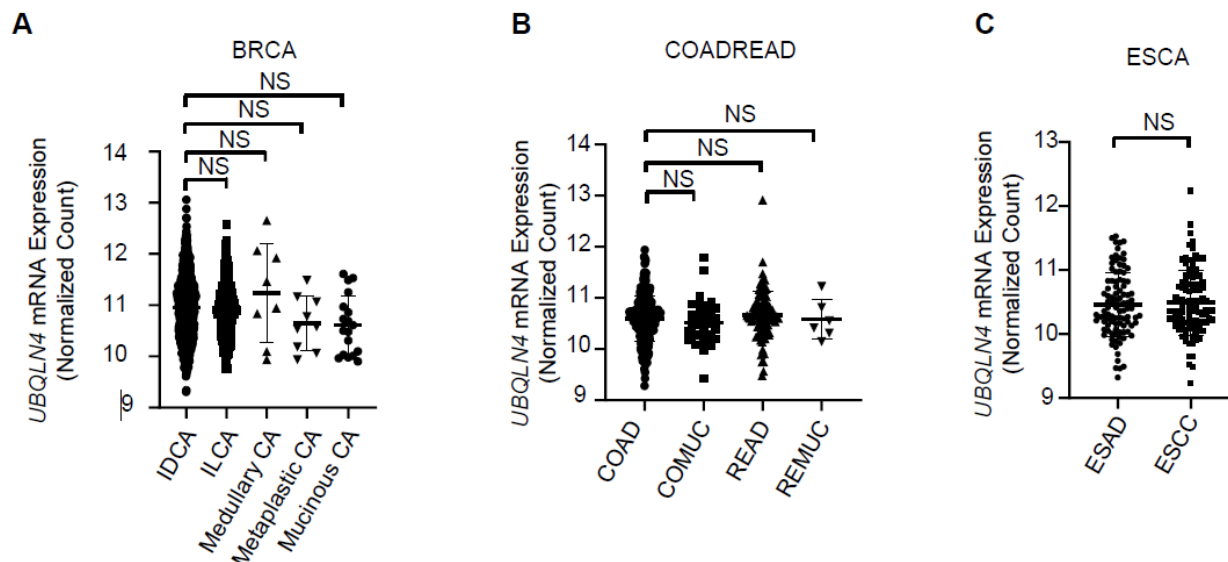 A
BRCA
NS
NS
NS
NS
UBQLN4 mRNA Expression
(Normalized Count)
14
13
12
11
10
9
IDCA
ILCA
Medullary CA
Metaplastic CA
Mucinous CA
B
COADREAD
NS
NS
NS
UBQLN4 mRNA Expression
(Normalized Count)
14
13
12
11
10
9
COAD
COMUC
READ
REMUC
C
ESCA
NS
UBQLN4 mRNA Expression
(Normalized Count)
13
12
11
10
9
ESAD
ESCC